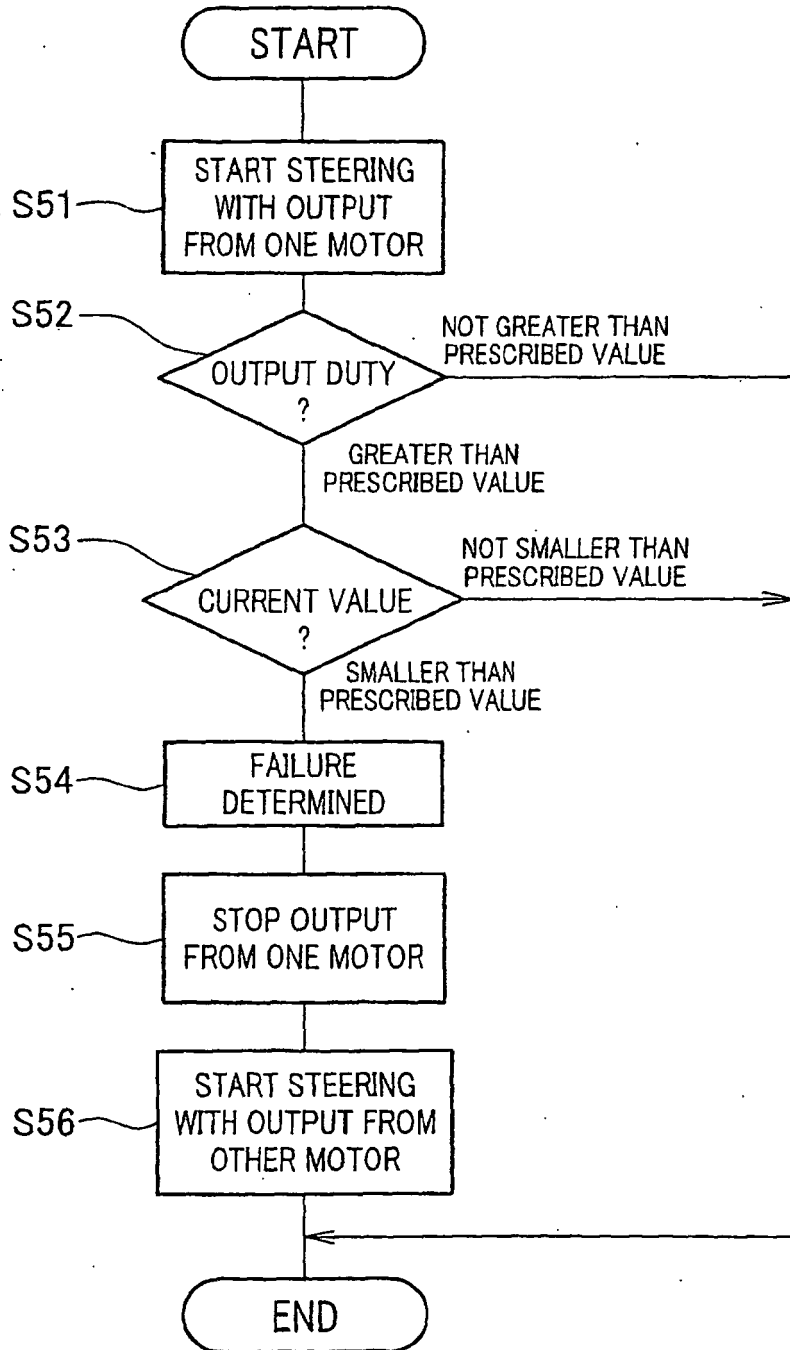 START
S51
START STEERING
WITH OUTPUT
FROM ONE MOTOR
S52
OUTPUT DUTY
?
NOT GREATER THAN
PRESCRIBED VALUE
GREATER THAN
PRESCRIBED VALUE
S53
CURRENT VALUE
?
NOT SMALLER THAN
PRESCRIBED VALUE
SMALLER THAN
PRESCRIBED VALUE
S54
FAILURE
DETERMINED
S55
STOP OUTPUT
FROM ONE MOTOR
S56
START STEERING
WITH OUTPUT FROM
OTHER MOTOR
END